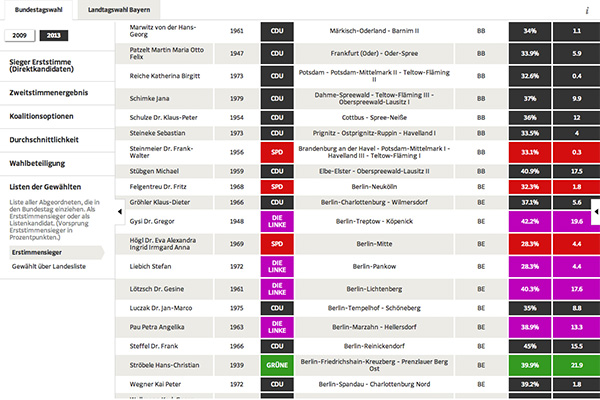 Bundestagswahl
Landtagswahl Bayern
i
2009
2013
Sieger Erststimme
(Direktkandidaten)
Zweitstimmenergebnis
Koalitionsoptionen
Durchschnittlichkeit
Wahlbeteiligung
Listen der Gewählten
Liste aller Abgeordneten, die in
den Bundestag einziehen. Als
Erststimmensieger oder als
Listenkandidat. (Vorsprung
Erststimmensieger in
Prozentpunkten.)
Erstimmensieger
Gewählt über Landesliste
Marwitz von der Hans-
Georg
1961
CDU
Märkisch-Oderland - Barnim II
BB
34%
1.1
Patzelt Martin Maria Otto
Felix
1947
CDU
Frankfurt (Oder) - Oder-Spree
BB
33.9%
5.9
Reiche Katherina Birgitt
1973
CDU
Potsdam - Potsdam-Mittelmark II - Teltow-Fläming
II
BB
32.6%
0.4
Schimke Jana
1979
CDU
Dahme-Spreewald - Teltow-Fläming III -
Oberspreewald-Lausitz I
BB
37%
9.9
Schulze Dr. Klaus-Peter
1954
CDU
Cottbus - Spree-Neiße
BB
36%
12
Steineke Sebastian
1973
CDU
Prignitz - Ostprignitz-Ruppin - Havelland I
BB
33.5%
4
Steinmeier Dr. Frank-
Walter
1956
SPD
Brandenburg an der Havel - Potsdam-Mittelmark I -
Havelland III - Teltow-Fläming I
BB
33.1%
0.3
Stübgen Michael
1959
CDU
Elbe-Elster - Oberspreewald-Lausitz II
BB
40.9%
17.5
Felgentreu Dr. Fritz
1968
SPD
Berlin-Neukölln
BE
32.3%
1.8
Gröhler Klaus-Dieter
1966
CDU
Berlin-Charlottenburg - Wilmersdorf
BE
37.1%
5.6
Gysi Dr. Gregor
1948
DIE
LINKE
Berlin-Treptow - Köpenick
BE
42.2%
19.6
Högl Dr. Eva Alexandra
Ingrid Irmgard Anna
1969
SPD
Berlin-Mitte
BE
28.3%
4.4
Liebich Stefan
1972
DIE
LINKE
Berlin-Pankow
BE
28.3%
4.4
Lötzsch Dr. Gesine
1961
DIE
LINKE
Berlin-Lichtenberg
BE
40.3%
17.6
Luczak Dr. Jan-Marco
1975
CDU
Berlin-Tempelhof - Schöneberg
BE
35%
8.8
Pau Petra Angelika
1963
DIE
LINKE
Berlin-Marzahn - Hellersdorf
BE
38.9%
13.3
Steffel Dr. Frank
1966
CDU
Berlin-Reinickendorf
BE
45%
15.5
Ströbele Hans-Christian
1939
GRÜNE
Berlin-Friedrichshain-Kreuzberg - Prenzlauer Berg
Ost
BE
39.9%
21.9
Wegner Kai Peter
1972
CDU
Berlin-Spandau - Charlottenburg Nord
BE
39.2%
1.8